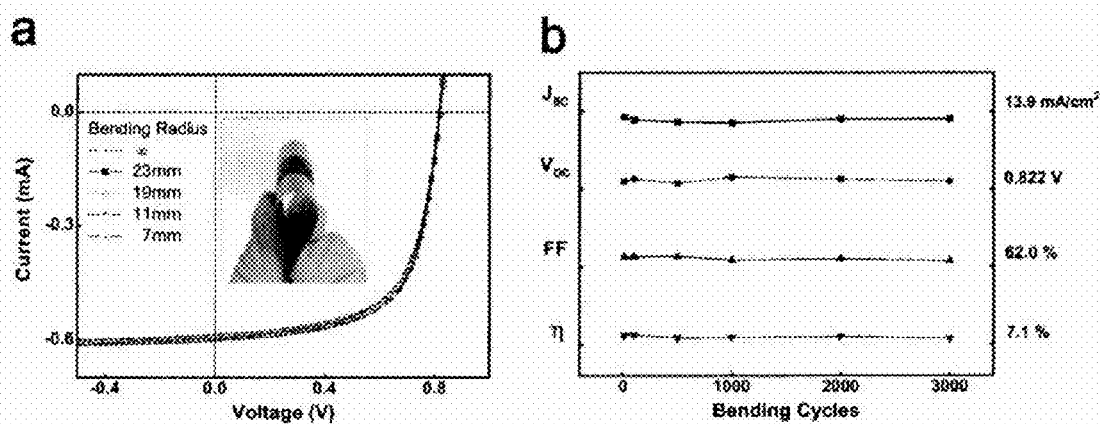 a
0.0
-0.3
-0.6
Current (mA)
Bending Radius
∞
23mm
19mm
11mm
7mm
-0.4 0.0 0.4 0.8
Voltage (V)
b
J_SC 13.9 mA/cm²
V_OC 0.822 V
FF 62.0 %
η 7.1 %
0 1000 2000 3000
Bending Cycles